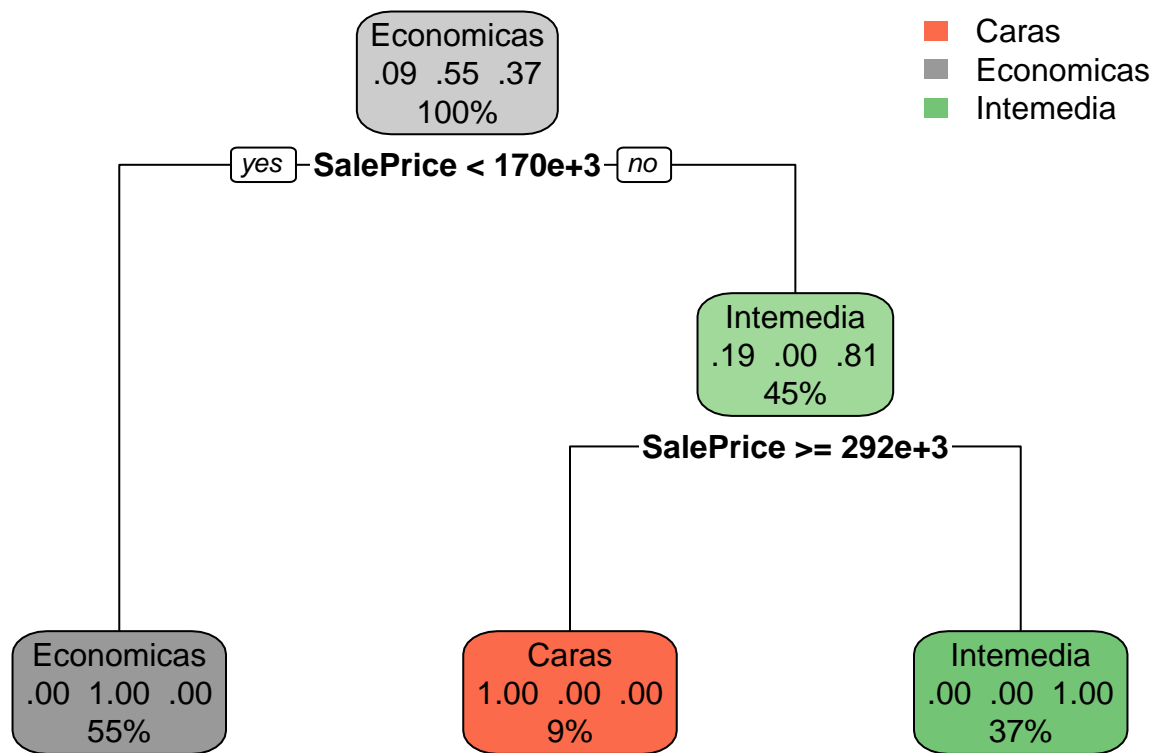 Economicas
.09 .55 .37
100%
Caras
Economicas
Intemedia
yes SalePrice < 170e+3 no
Intemedia
.19 .00 .81
45%
SalePrice >= 292e+3
Economicas
.00 1.00 .00
55%
Caras
1.00 .00 .00
9%
Intemedia
.00 .00 1.00
37%